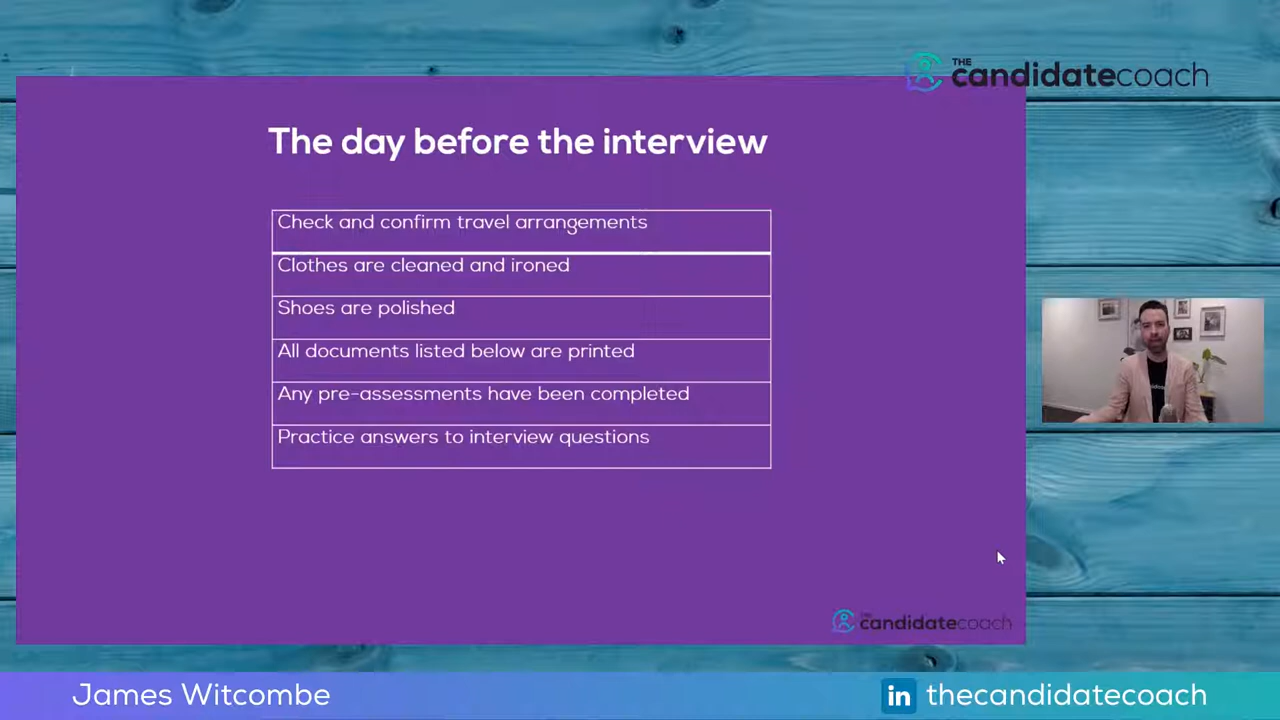 THE
candidatecoach
The day before the interview
Check and confirm travel arrangements
Clothes are cleaned and ironed
Shoes are polished
All documents listed below are printed
Any pre-assessments have been completed
Practice answers to interview questions
THE
candidatecoach
James Witcombe
in thecandidatecoach